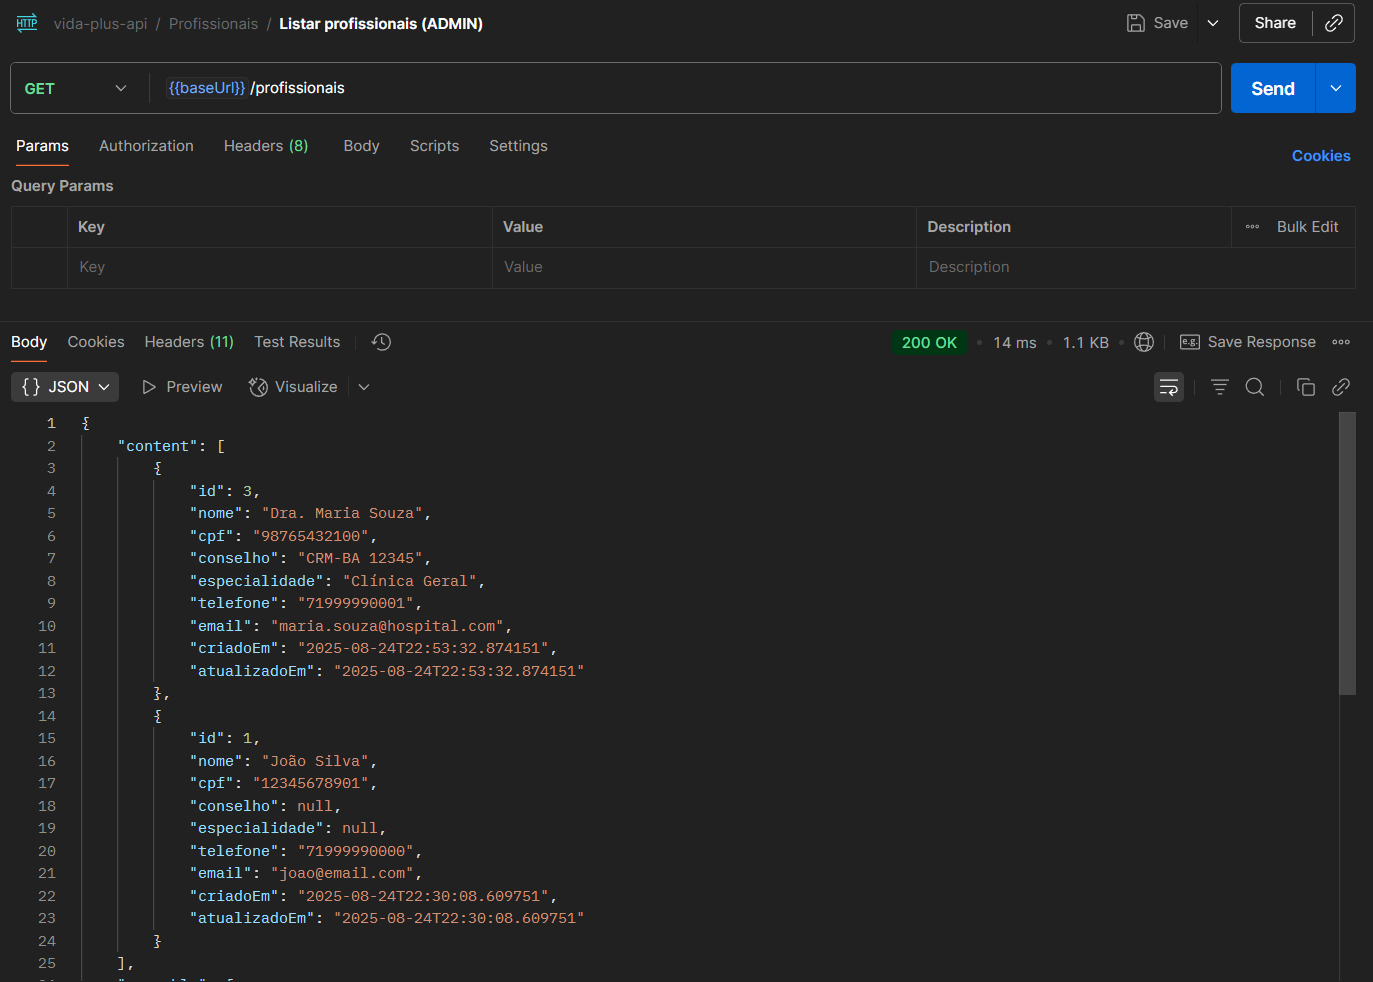 HTTP vida-plus-api / Profissionais / Listar profissionais (ADMIN) Save Share
GET {{baseUrl}} /profissionais Send
Params Authorization Headers (8) Body Scripts Settings Cookies
Query Params
Key Value Description Bulk Edit
Key Value Description
Body Cookies Headers (11) Test Results 200 OK • 14 ms • 1.1 KB • e.g. Save Response
{} JSON Preview Visualize
1 {
2 "content": [
3 {
4 "id": 3,
5 "nome": "Dra. Maria Souza",
6 "cpf": "98765432100",
7 "conselho": "CRM-BA 12345",
8 "especialidade": "Clínica Geral",
9 "telefone": "71999990001",
10 "email": "maria.souza@hospital.com",
11 "criadoEm": "2025-08-24T22:53:32.874151",
12 "atualizadoEm": "2025-08-24T22:53:32.874151"
13 },
14 {
15 "id": 1,
16 "nome": "João Silva",
17 "cpf": "12345678901",
18 "conselho": null,
19 "especialidade": null,
20 "telefone": "71999990000",
21 "email": "joao@email.com",
22 "criadoEm": "2025-08-24T22:30:08.609751",
23 "atualizadoEm": "2025-08-24T22:30:08.609751"
24 }
25 ],